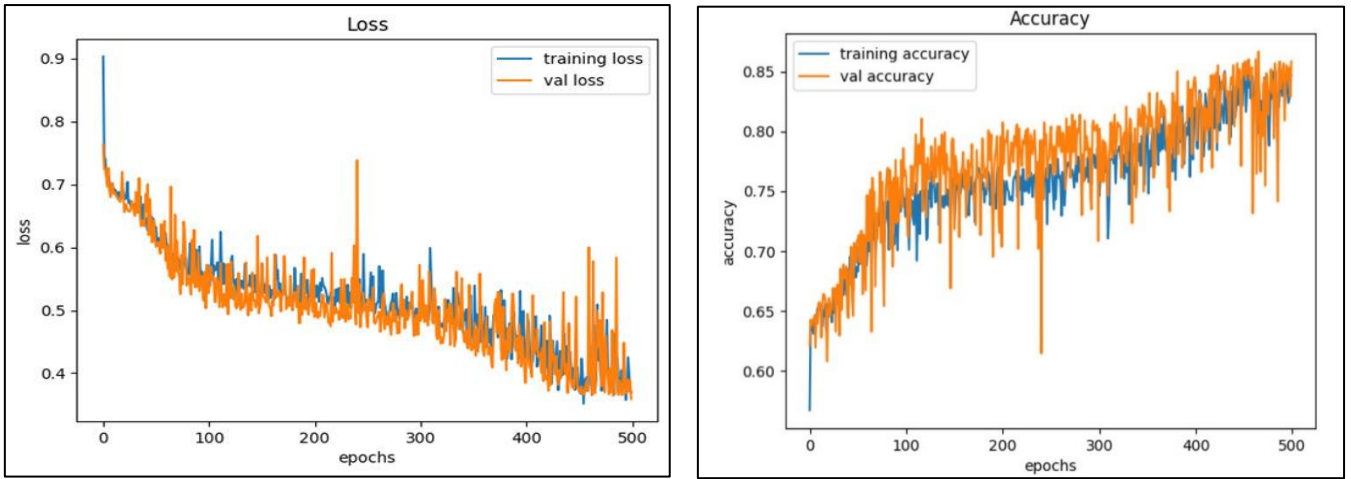 Loss
0.9
0.8
0.7
0.6
0.5
0.4
loss
training loss
val loss
0 100 200 300 400 500
epochs
Accuracy
0.85
0.80
0.75
0.70
0.65
0.60
accuracy
training accuracy
val accuracy
0 100 200 300 400 500
epochs